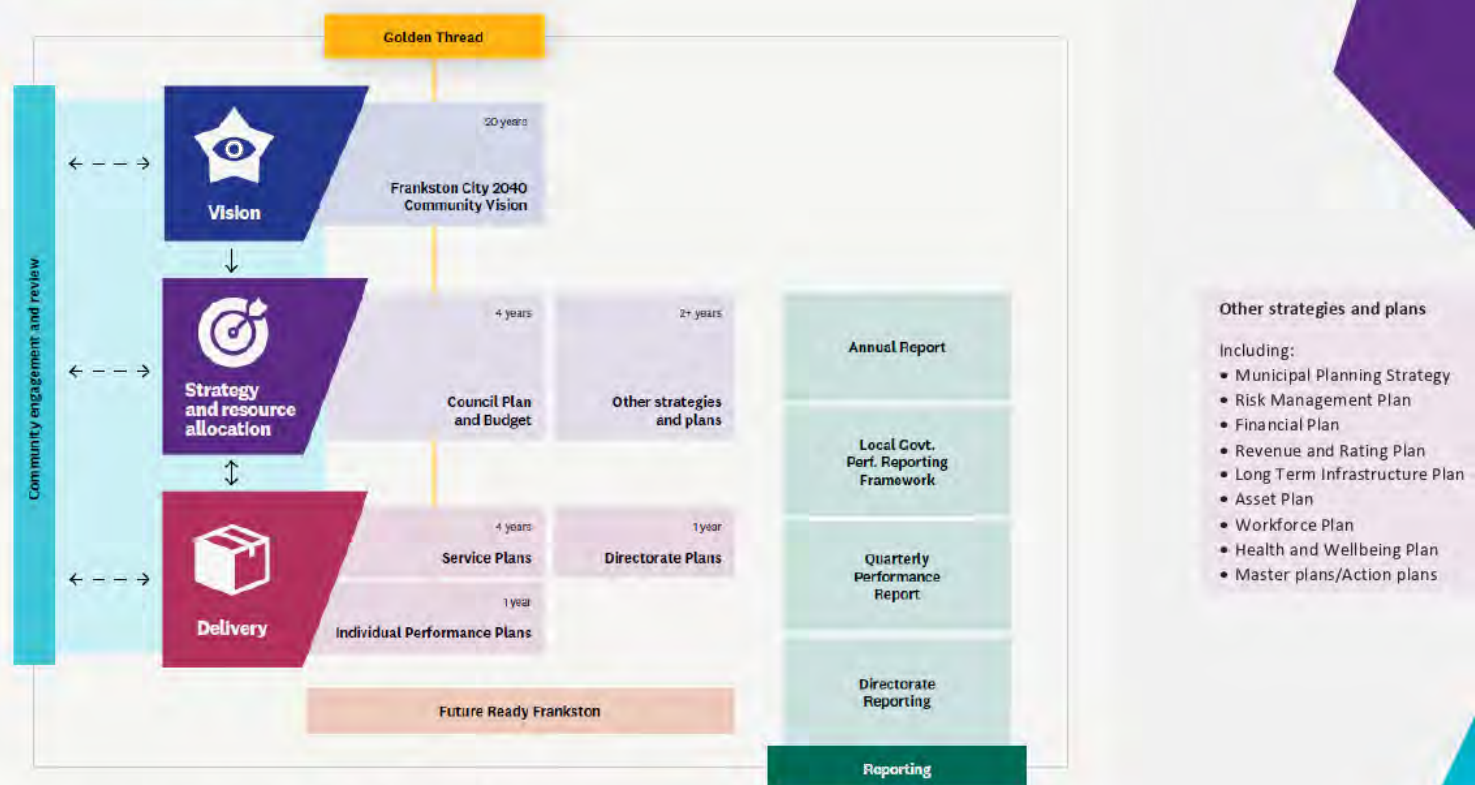 Golden Thread
Community engagement and review
Vision
20 years
Frankston City 2040
Community Vision
Strategy
and resource
allocation
4 years
Council Plan
and Budget
2+ years
Other strategies
and plans
Delivery
4 years
Service Plans
1 year
Directorate Plans
1 year
Individual Performance Plans
Future Ready Frankston
Annual Report
Local Govt.
Perf. Reporting
Framework
Quarterly
Performance
Report
Directorate
Reporting
Reporting
Other strategies and plans
Including:
• Municipal Planning Strategy
• Risk Management Plan
• Financial Plan
• Revenue and Rating Plan
• Long Term Infrastructure Plan
• Asset Plan
• Workforce Plan
• Health and Wellbeing Plan
• Master plans/Action plans